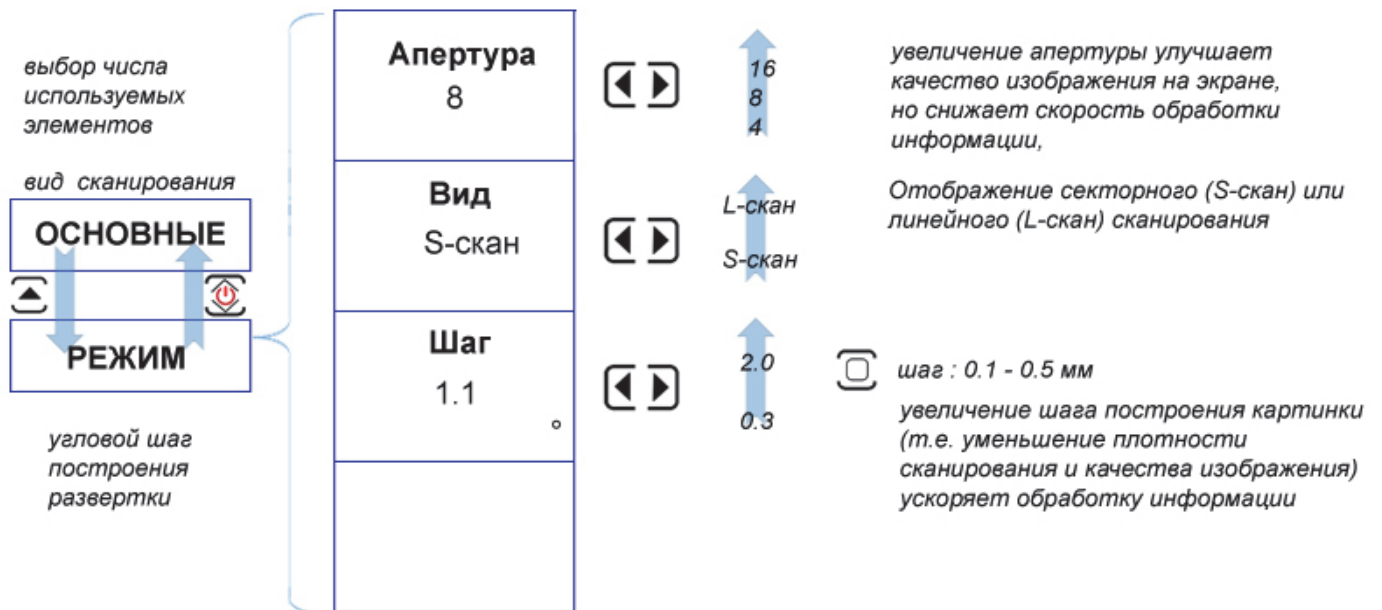 выбор числа
используемых
элементов
вид сканирования
ОСНОВНЫЕ
РЕЖИМ
угловой шаг
построения
развертки
Апертура
8
16
8
4
увеличение апертуры улучшает
качество изображения на экране,
но снижает скорость обработки
информации,
Вид
S-скан
L-скан
S-скан
Отображение секторного (S-скан) или
линейного (L-скан) сканирования
Шаг
1.1
°
2.0
0.3
шаг : 0.1 - 0.5 мм
увеличение шага построения картинки
(т.е. уменьшение плотности
сканирования и качества изображения)
ускоряет обработку информации